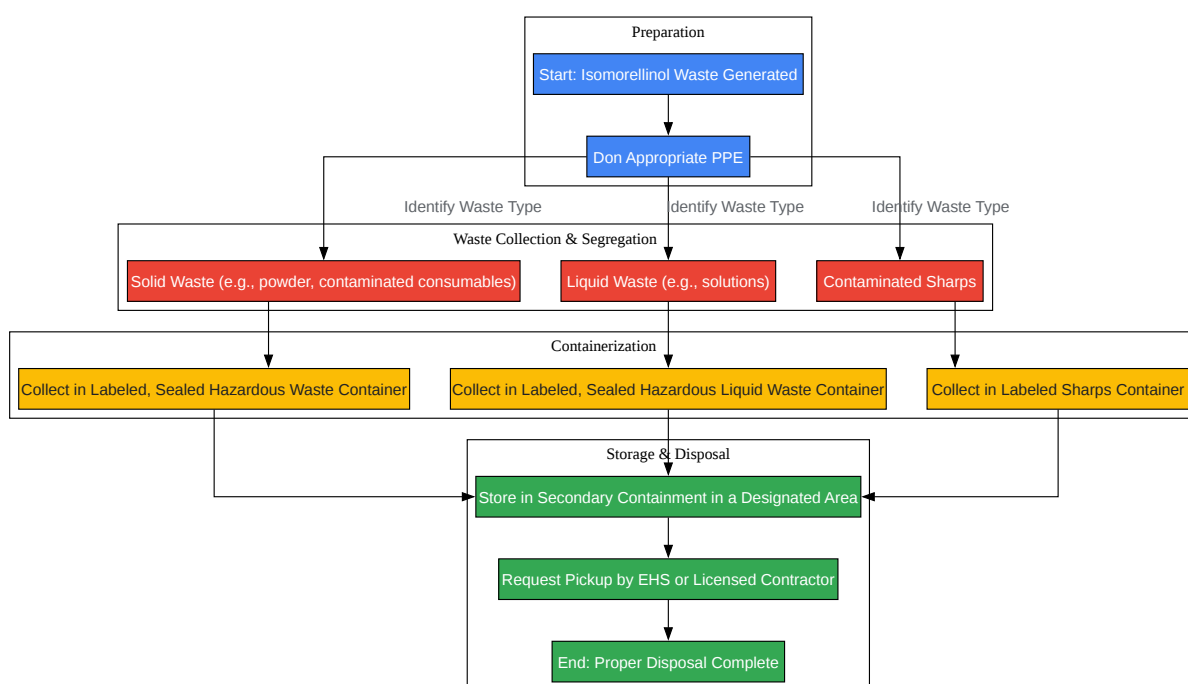 Preparation
Start: Isomorellinol Waste Generated
Don Appropriate PPE
Identify Waste Type
Identify Waste Type
Identify Waste Type
Waste Collection & Segregation
Solid Waste (e.g., powder, contaminated consumables)
Liquid Waste (e.g., solutions)
Contaminated Sharps
Containerization
Collect in Labeled, Sealed Hazardous Waste Container
Collect in Labeled, Sealed Hazardous Liquid Waste Container
Collect in Labeled Sharps Container
Storage & Disposal
Store in Secondary Containment in a Designated Area
Request Pickup by EHS or Licensed Contractor
End: Proper Disposal Complete